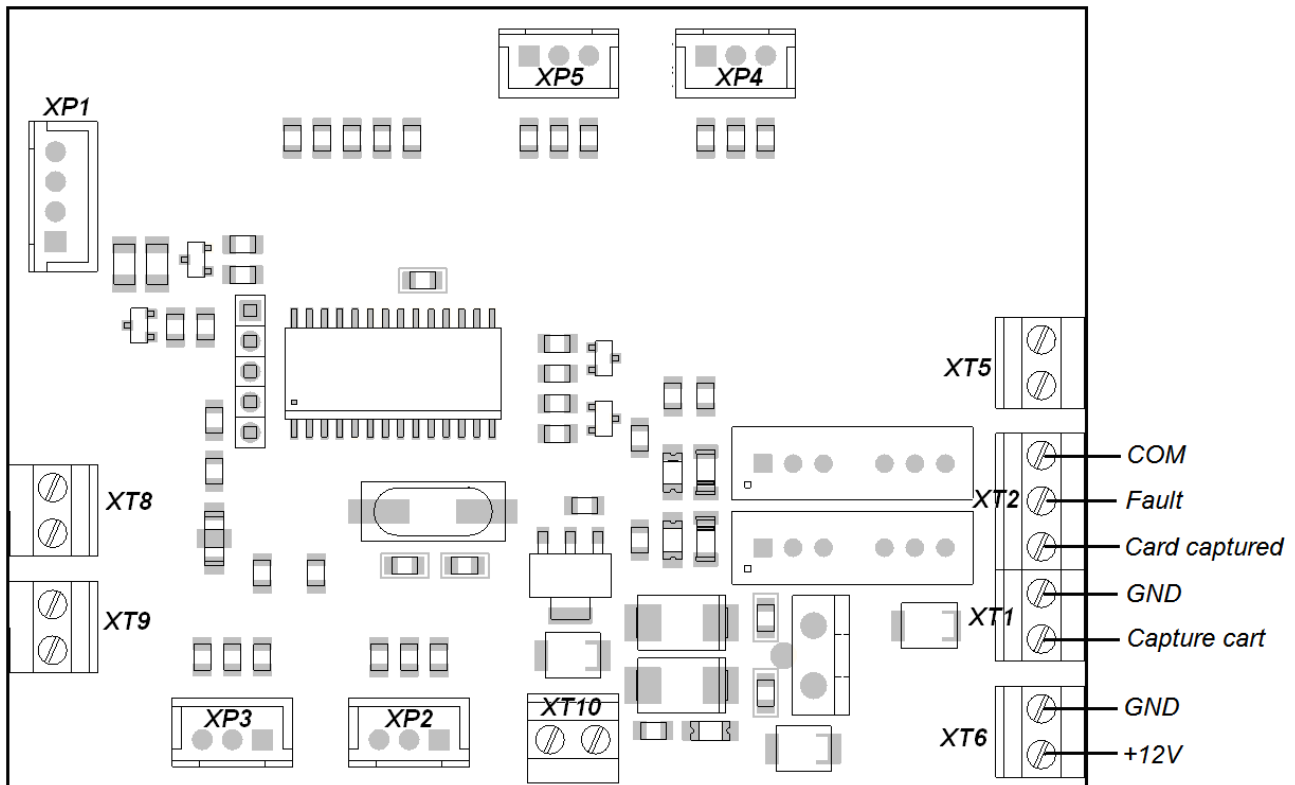 XP5
XP4
XP1
XT5
COM
XT8
XT2
Fault
Card captured
GND
XT9
XT1
Capture cart
XP3
XP2
XT10
GND
XT6
+12V